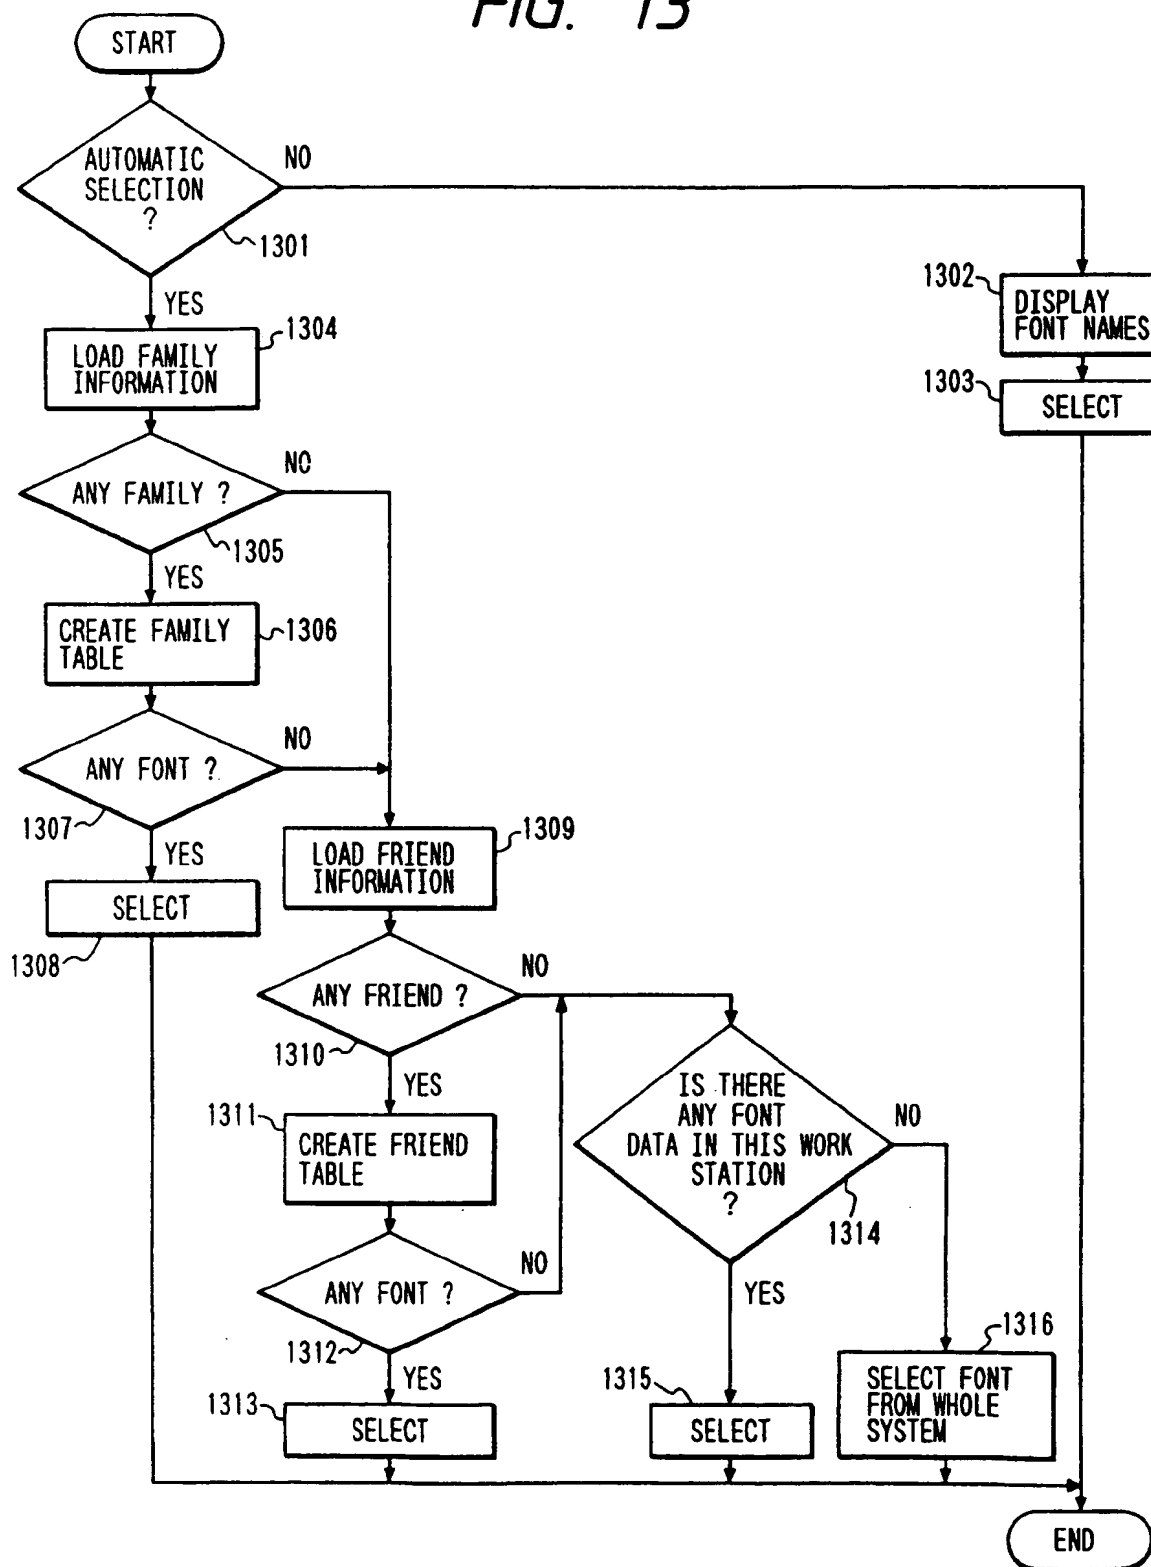 FIG. 13
START
AUTOMATIC
SELECTION
?
NO
1301
YES
1302
DISPLAY
FONT NAMES
1303
SELECT
1304
LOAD FAMILY
INFORMATION
NO
ANY FAMILY ?
1305
YES
CREATE FAMILY
TABLE
1306
NO
ANY FONT ?
1307
YES
SELECT
1308
1309
LOAD FRIEND
INFORMATION
NO
ANY FRIEND ?
1310
YES
1311
CREATE FRIEND
TABLE
NO
ANY FONT ?
1312
YES
1313
SELECT
IS THERE
ANY FONT
DATA IN THIS WORK
STATION
?
NO
1314
YES
1315
SELECT
1316
SELECT FONT
FROM WHOLE
SYSTEM
END